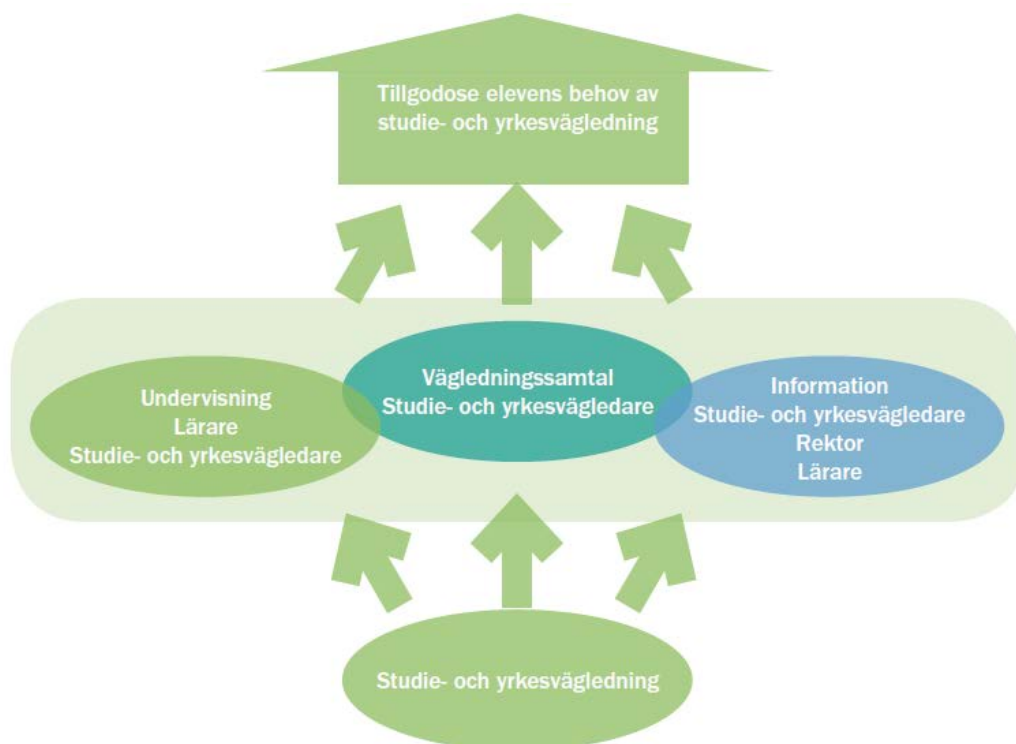 Tillgodose elevens behov av
studie- och yrkesvägledning
Undervisning
Lärare
Studie- och yrkesvägledare
Vägledningssamtal
Studie- och yrkesvägledare
Information
Studie- och yrkesvägledare
Rektor
Lärare
Studie- och yrkesvägledning